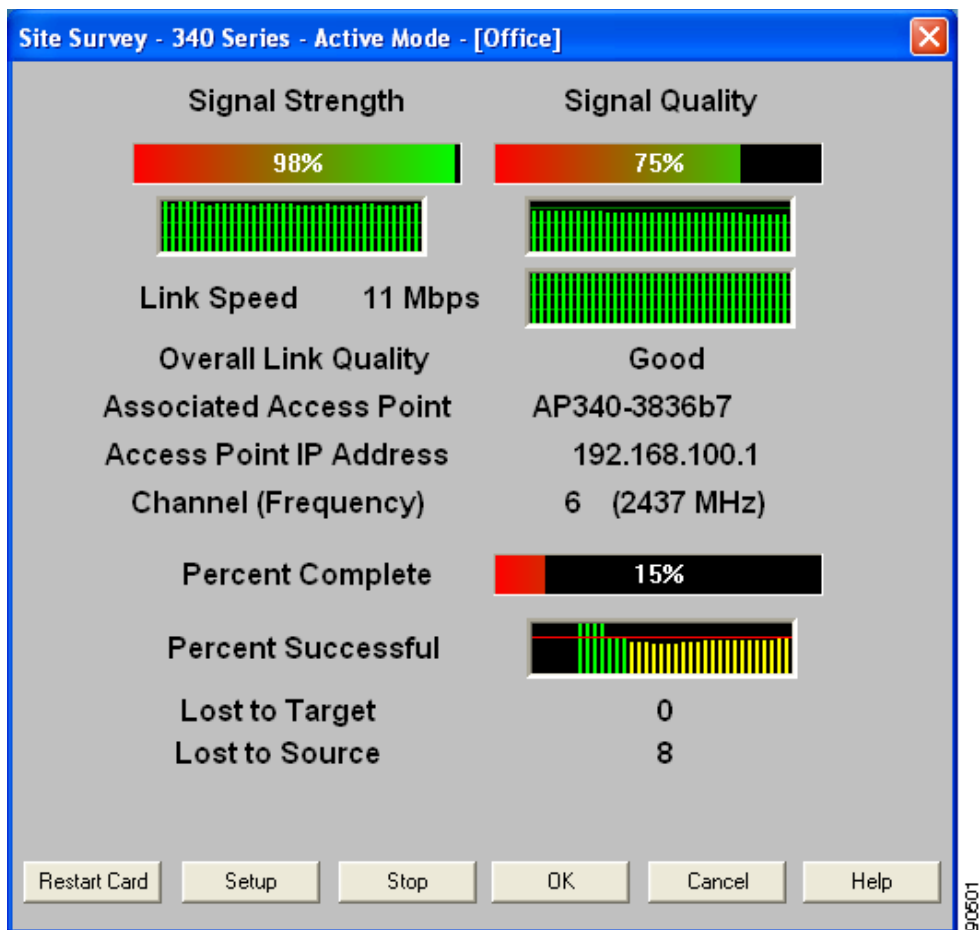 Site Survey - 340 Series - Active Mode - [Office]
Signal Strength Signal Quality
98% 75%
Link Speed 11 Mbps
Overall Link Quality Good
Associated Access Point AP340-3836b7
Access Point IP Address 192.168.100.1
Channel (Frequency) 6 (2437 MHz)
Percent Complete 15%
Percent Successful
Lost to Target 0
Lost to Source 8
Restart Card Setup Stop OK Cancel Help
90501